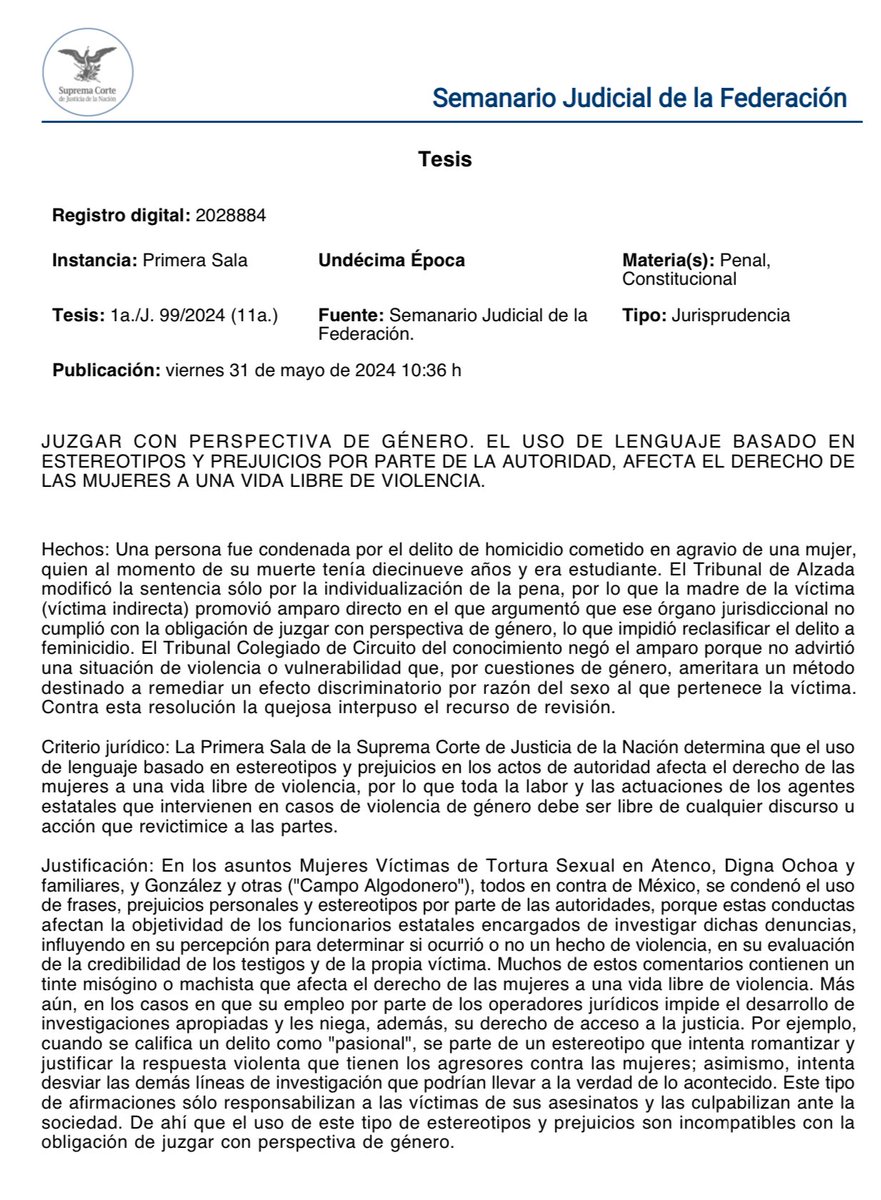 Suprema Corte
de Justicia de la Nación
Semanario Judicial de la Federación
Tesis
Registro digital: 2028884
Instancia: Primera Sala
Undécima Época
Materia(s): Penal,
Constitucional
Tesis: 1a./J. 99/2024 (11a.)
Fuente: Semanario Judicial de la
Federación.
Tipo: Jurisprudencia
Publicación: viernes 31 de mayo de 2024 10:36 h
JUZGAR CON PERSPECTIVA DE GÉNERO. EL USO DE LENGUAJE BASADO EN
ESTEREOTIPOS Y PREJUICIOS POR PARTE DE LA AUTORIDAD, AFECTA EL DERECHO DE
LAS MUJERES A UNA VIDA LIBRE DE VIOLENCIA.
Hechos: Una persona fue condenada por el delito de homicidio cometido en agravio de una mujer,
quien al momento de su muerte tenía diecinueve años y era estudiante. El Tribunal de Alzada
modificó la sentencia sólo por la individualización de la pena, por lo que la madre de la víctima
(víctima indirecta) promovió amparo directo en el que argumentó que ese órgano jurisdiccional no
cumplió con la obligación de juzgar con perspectiva de género, lo que impidió reclasificar el delito a
feminicidio. El Tribunal Colegiado de Circuito del conocimiento negó el amparo porque no advirtió
una situación de violencia o vulnerabilidad que, por cuestiones de género, ameritara un método
destinado a remediar un efecto discriminatorio por razón del sexo al que pertenece la víctima.
Contra esta resolución la quejosa interpuso el recurso de revisión.
Criterio jurídico: La Primera Sala de la Suprema Corte de Justicia de la Nación determina que el uso
de lenguaje basado en estereotipos y prejuicios en los actos de autoridad afecta el derecho de las
mujeres a una vida libre de violencia, por lo que toda la labor y las actuaciones de los agentes
estatales que intervienen en casos de violencia de género debe ser libre de cualquier discurso u
acción que revictimice a las partes.
Justificación: En los asuntos Mujeres Víctimas de Tortura Sexual en Atenco, Digna Ochoa y
familiares, y González y otras ("Campo Algodonero"), todos en contra de México, se condenó el uso
de frases, prejuicios personales y estereotipos por parte de las autoridades, porque estas conductas
afectan la objetividad de los funcionarios estatales encargados de investigar dichas denuncias,
influyendo en su percepción para determinar si ocurrió o no un hecho de violencia, en su evaluación
de la credibilidad de los testigos y de la propia víctima. Muchos de estos comentarios contienen un
tinte misógino o machista que afecta el derecho de las mujeres a una vida libre de violencia. Más
aún, en los casos en que su empleo por parte de los operadores jurídicos impide el desarrollo de
investigaciones apropiadas y les niega, además, su derecho de acceso a la justicia. Por ejemplo,
cuando se califica un delito como "pasional", se parte de un estereotipo que intenta romantizar y
justificar la respuesta violenta que tienen los agresores contra las mujeres; asimismo, intenta
desviar las demás líneas de investigación que podrían llevar a la verdad de lo acontecido. Este tipo
de afirmaciones sólo responsabilizan a las víctimas de sus asesinatos y las culpabilizan ante la
sociedad. De ahí que el uso de este tipo de estereotipos y prejuicios son incompatibles con la
obligación de juzgar con perspectiva de género.